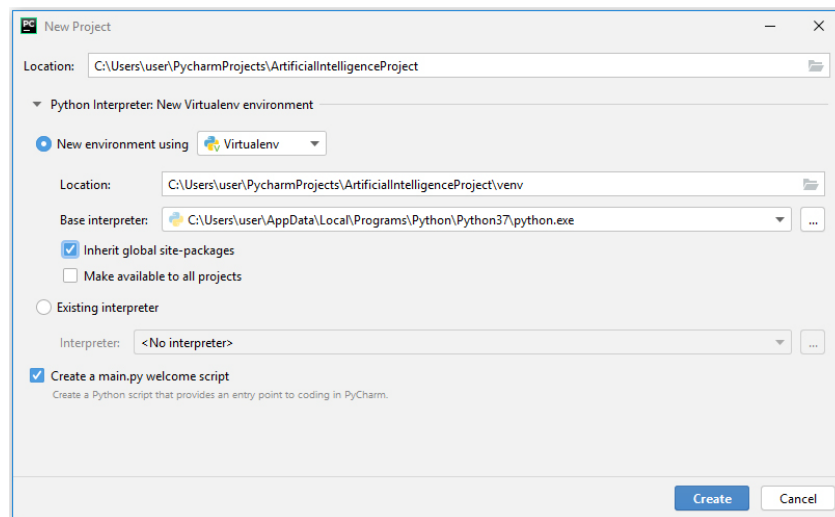 PC New Project
Location: C:\Users\user\PycharmProjects\ArtificialIntelligenceProject
Python Interpreter: New Virtualenv environment
New environment using Virtualenv
Location: C:\Users\user\PycharmProjects\ArtificialIntelligenceProject\venv
Base interpreter: C:\Users\user\AppData\Local\Programs\Python\Python37\python.exe ...
Inherit global site-packages
Make available to all projects
Existing interpreter
Interpreter: <No interpreter> ...
Create a main.py welcome script
Create a Python script that provides an entry point to coding in PyCharm.
Create Cancel